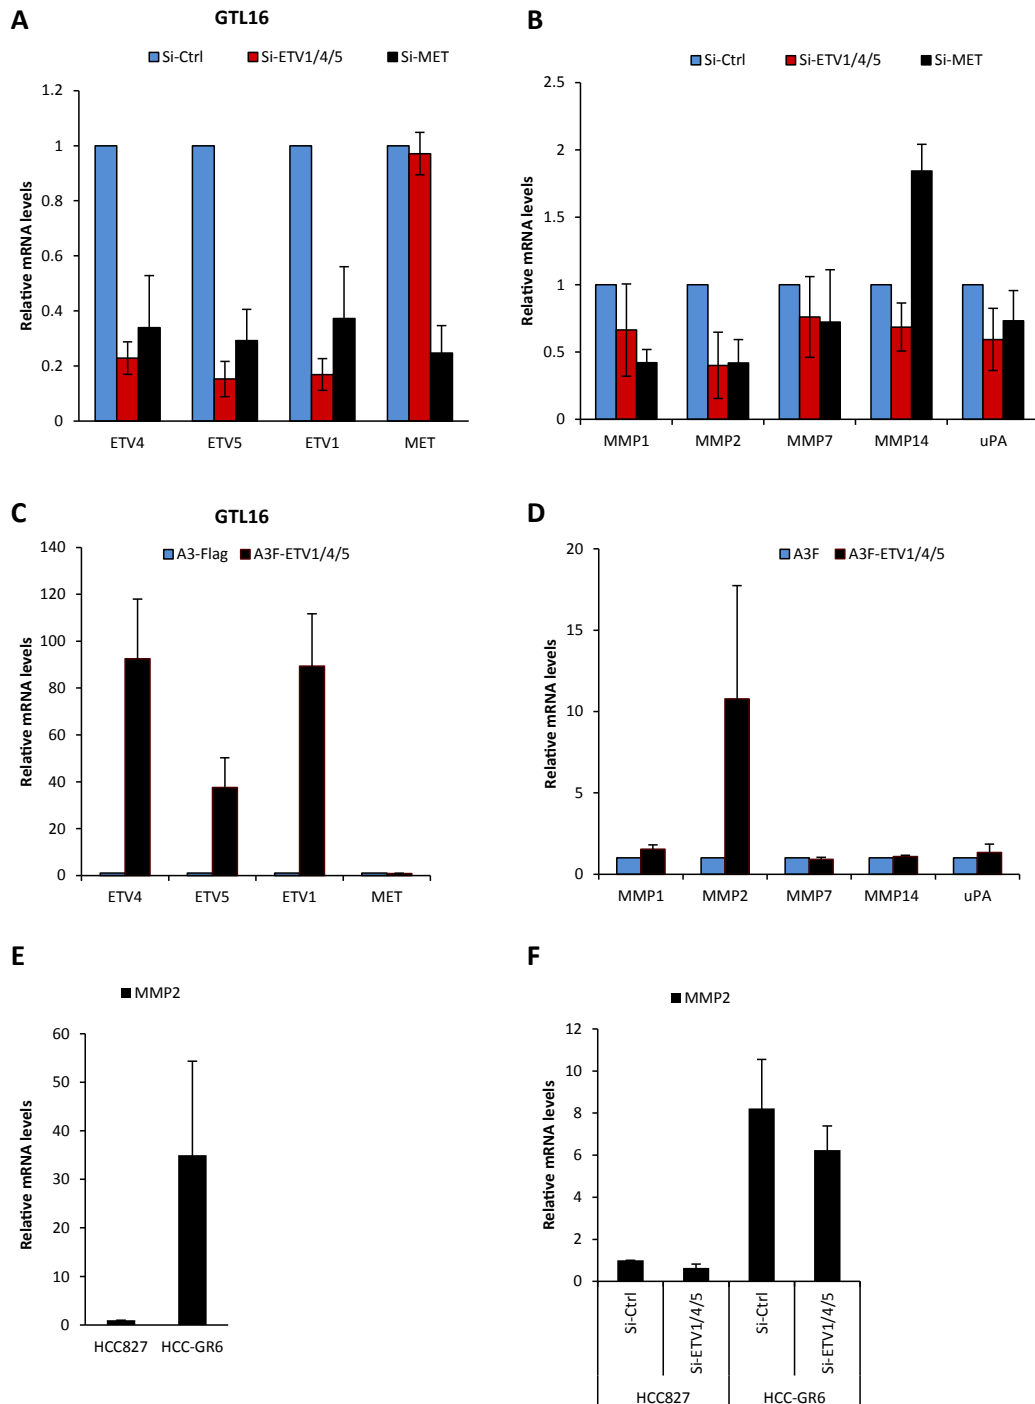 A
GTL16
Si-Ctrl Si-ETV1/4/5 Si-MET
Relative mRNA levels
1.2
1
0.8
0.6
0.4
0.2
0
ETV4 ETV5 ETV1 MET
B
Si-Ctrl Si-ETV1/4/5 Si-MET
Relative mRNA levels
2.5
2
1.5
1
0.5
0
MMP1 MMP2 MMP7 MMP14 uPA
C
GTL16
A3-Flag A3F-ETV1/4/5
Relative mRNA levels
140
120
100
80
60
40
20
0
ETV4 ETV5 ETV1 MET
D
A3F A3F-ETV1/4/5
Relative mRNA levels
20
15
10
5
0
MMP1 MMP2 MMP7 MMP14 uPA
E
MMP2
Relative mRNA levels
60
50
40
30
20
10
0
HCC827 HCC-GR6
F
MMP2
Relative mRNA levels
12
10
8
6
4
2
0
Si-Ctrl
Si-ETV1/4/5
Si-Ctrl
Si-ETV1/4/5
HCC827 HCC-GR6